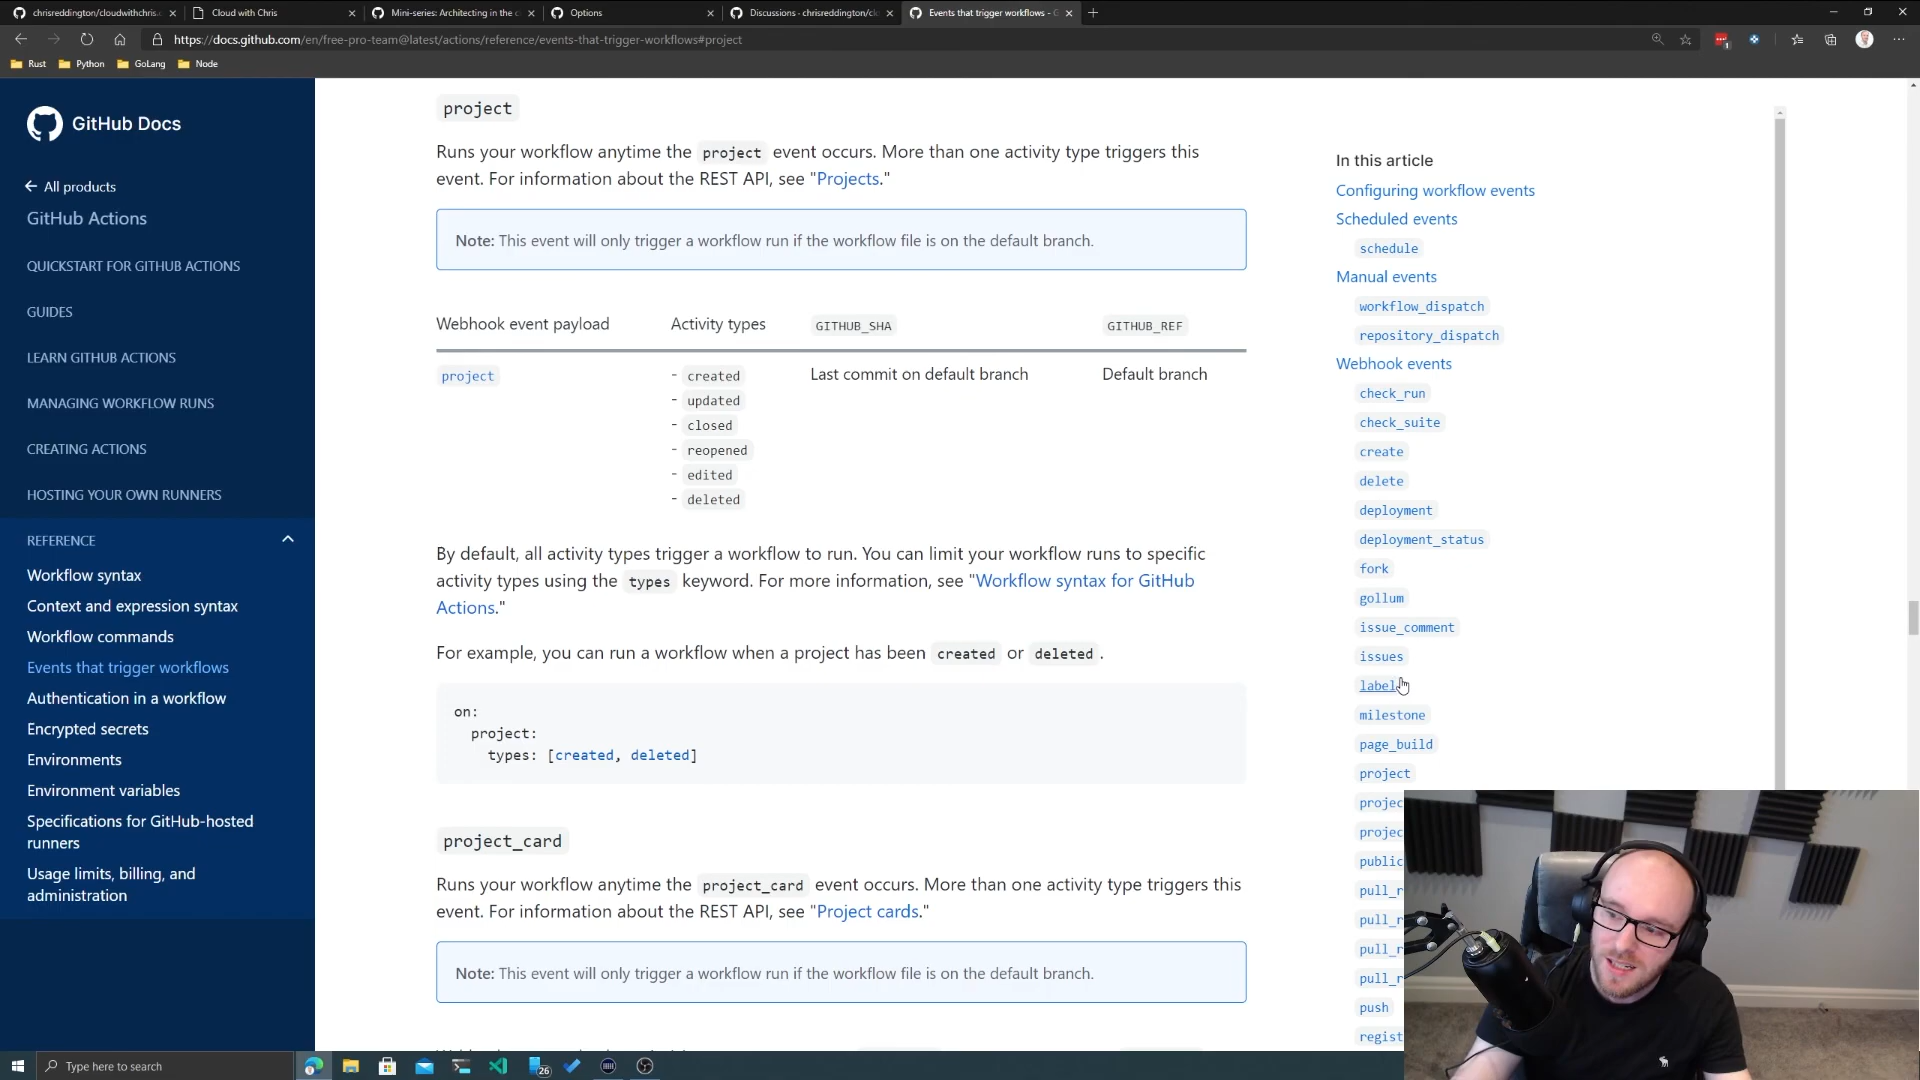 chrisreddington/cloudwithchris.c
Cloud with Chris
Mini-series: Architecting in the c
Options
Discussions · chrisreddington/cl
Events that trigger workflows - G
https://docs.github.com/en/free-pro-team@latest/actions/reference/events-that-trigger-workflows#project
Rust
Python
GoLang
Node
GitHub Docs
All products
GitHub Actions
QUICKSTART FOR GITHUB ACTIONS
GUIDES
LEARN GITHUB ACTIONS
MANAGING WORKFLOW RUNS
CREATING ACTIONS
HOSTING YOUR OWN RUNNERS
REFERENCE
Workflow syntax
Context and expression syntax
Workflow commands
Events that trigger workflows
Authentication in a workflow
Encrypted secrets
Environments
Environment variables
Specifications for GitHub-hosted
runners
Usage limits, billing, and
administration
project
Runs your workflow anytime the project event occurs. More than one activity type triggers this
event. For information about the REST API, see "Projects."
Note: This event will only trigger a workflow run if the workflow file is on the default branch.
Webhook event payload Activity types GITHUB_SHA GITHUB_REF
project - created Last commit on default branch Default branch
- updated
- closed
- reopened
- edited
- deleted
By default, all activity types trigger a workflow to run. You can limit your workflow runs to specific
activity types using the types keyword. For more information, see "Workflow syntax for GitHub
Actions."
For example, you can run a workflow when a project has been created or deleted.
on:
project:
types: [created, deleted]
project_card
Runs your workflow anytime the project_card event occurs. More than one activity type triggers this
event. For information about the REST API, see "Project cards."
Note: This event will only trigger a workflow run if the workflow file is on the default branch.
In this article
Configuring workflow events
Scheduled events
schedule
Manual events
workflow_dispatch
repository_dispatch
Webhook events
check_run
check_suite
create
delete
deployment
deployment_status
fork
gollum
issue_comment
issues
label
milestone
page_build
project
projec
projec
public
pull_r
pull_r
pull_r
pull_r
push
regist
Type here to search
26